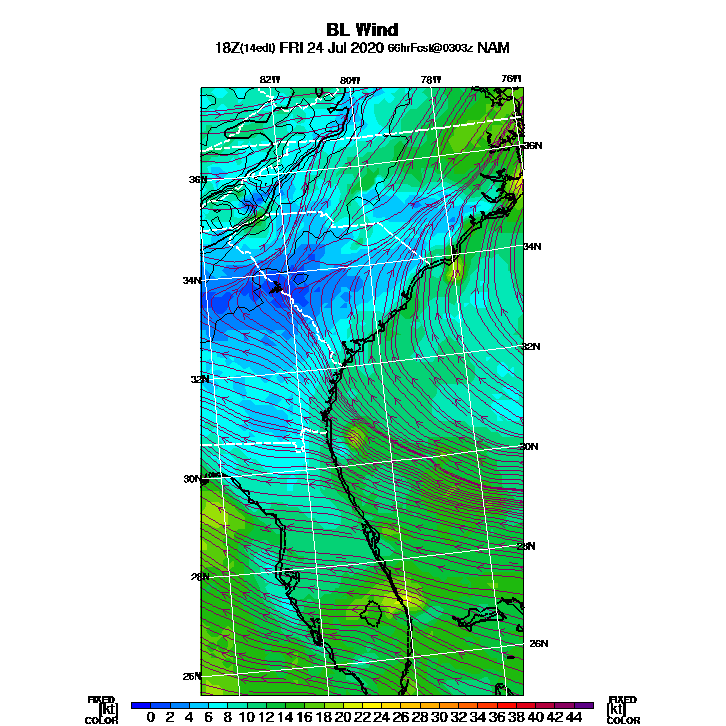 BL Wind
18Z(14edt) FRI 24 Jul 2020 66hrFcst@0303z NAM
82W 80W 78W 76W
36N
36N
34N
34N
32N
32N
30N
30N
28N
28N
26N
26N
FIXED FIXED
[kt] 0 2 4 6 8 10 12 14 16 18 20 22 24 26 28 30 32 34 36 38 40 42 44 [kt]
COLOR COLOR